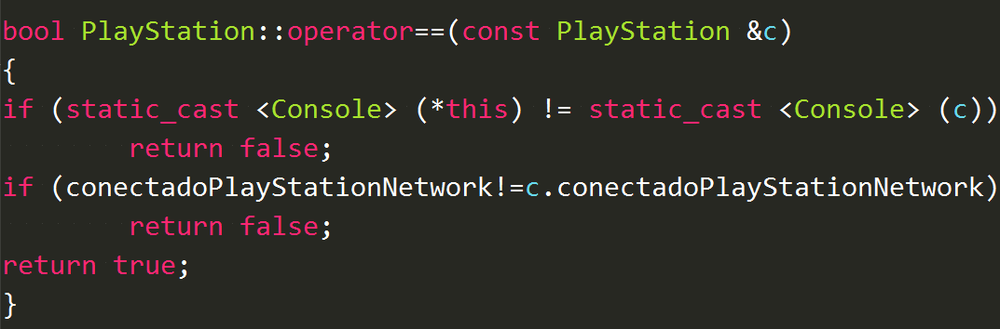 bool PlayStation::operator==(const PlayStation &c)
{
if (static_cast <Console> (*this) != static_cast <Console> (c))
return false;
if (conectadoPlayStationNetwork!=c.conectadoPlayStationNetwork)
return false;
return true;
}